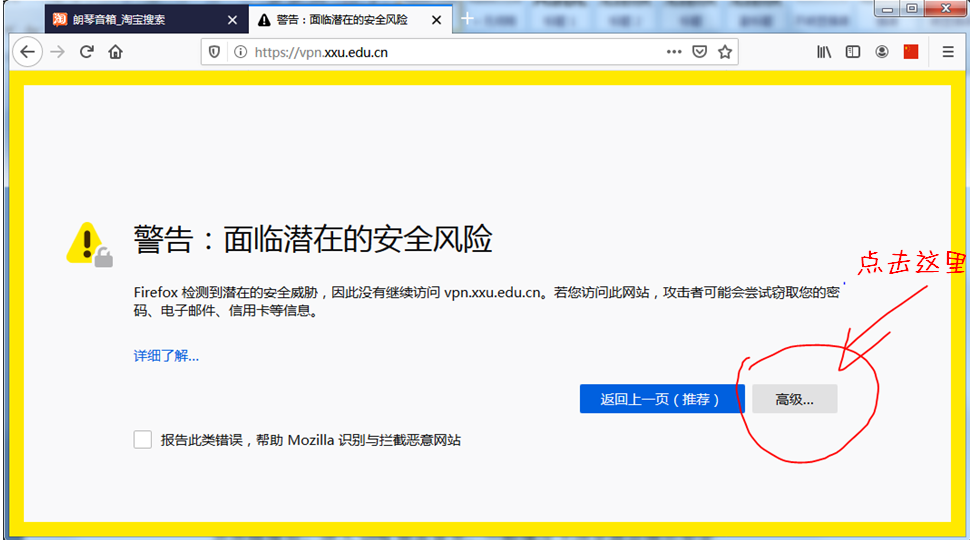 朗琴音箱_淘宝搜索
警告：面临潜在的安全风险
https://vpn.xxu.edu.cn
警告：面临潜在的安全风险
点击这里
Firefox 检测到潜在的安全威胁，因此没有继续访问 vpn.xxu.edu.cn。若您访问此网站，攻击者可能会尝试窃取您的密
码、电子邮件、信用卡等信息。
详细了解...
返回上一页（推荐） 高级...
报告此类错误，帮助 Mozilla 识别与拦截恶意网站